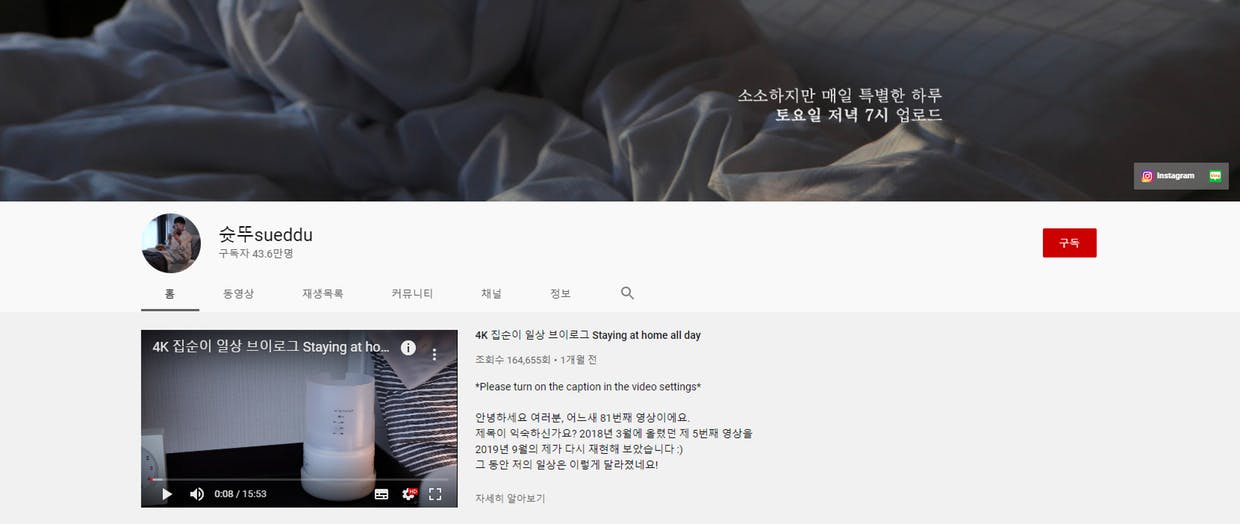 소소하지만 매일 특별한 하루
토요일 저녁 7시 업로드
Instagram
슛뚜sueddu
구독자 43.6만명
구독
홈 동영상 재생목록 커뮤니티 채널 정보
4K 집순이 일상 브이로그 Staying at ho...
0:08 / 15:53
HD
4K 집순이 일상 브이로그 Staying at home all day
조회수 164,655회 • 1개월 전
*Please turn on the caption in the video settings*
안녕하세요 여러분, 어느새 81번째 영상이에요.
제목이 익숙하신가요? 2018년 3월에 올렸던 제 5번째 영상을
2019년 9월의 제가 다시 재현해 보았습니다 :)
그 동안 저의 일상은 이렇게 달라졌네요!
자세히 알아보기